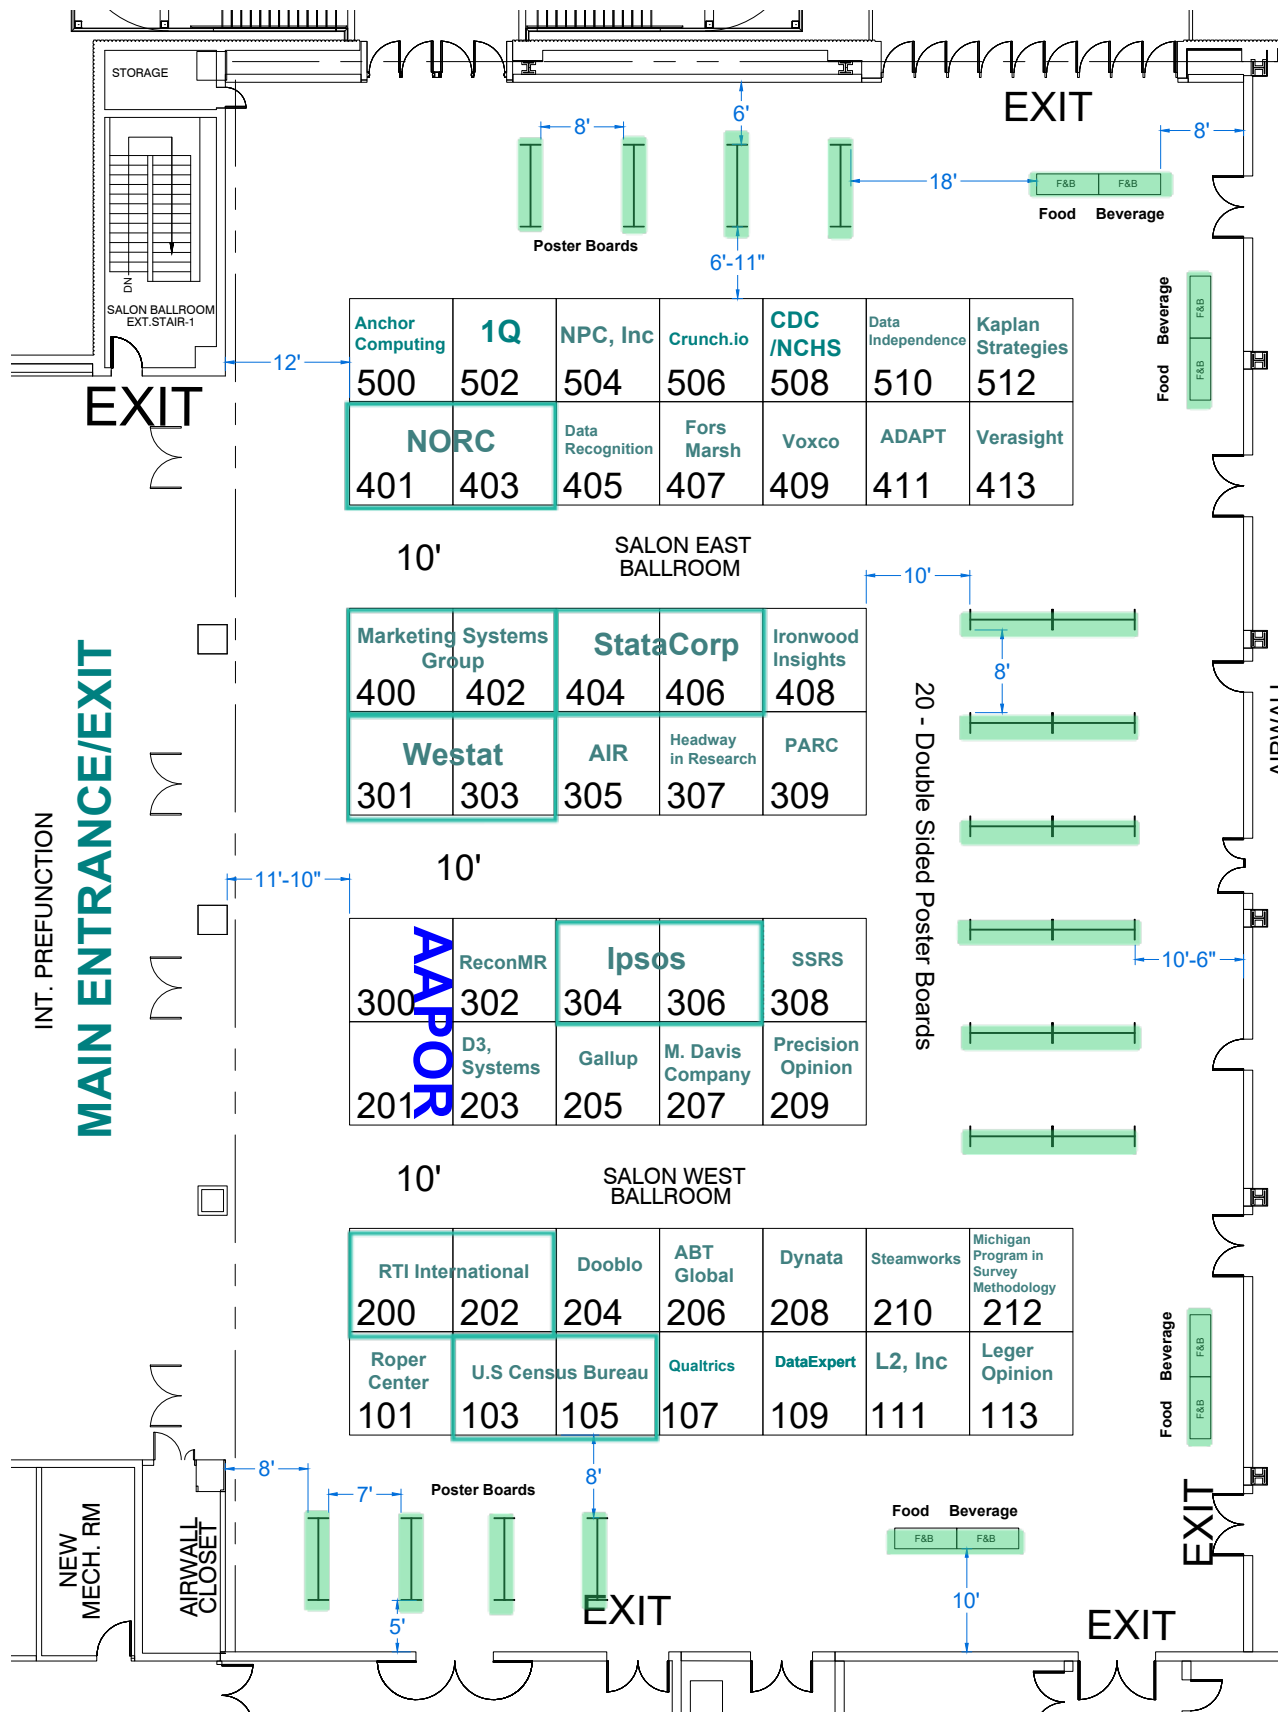 STORAGE
EXIT
6'
8'
8'
18'
F&B
F&B
Food Beverage
Poster Boards
6'-11"
DN
SALON BALLROOM
EXT.STAIR-1
12'
EXIT
Food Beverage
F&B
F&B
Anchor
Computing
500
1Q
502
NPC, Inc
504
Crunch.io
506
CDC
/NCHS
508
Data
Independence
510
Kaplan
Strategies
512
NORC
401
403
Data
Recognition
405
Fors
Marsh
407
Voxco
409
ADAPT
411
Verasight
413
10'
SALON EAST
BALLROOM
10'
8'
Marketing Systems
Group
400
402
StataCorp
404
406
Ironwood
Insights
408
Westat
301
303
AIR
305
Headway
in Research
307
PARC
309
20 - Double Sided Poster Boards
AIRWALL
INT. PREFUNCTION
MAIN ENTRANCE/EXIT
10'
11'-10"
10'-6"
AAPOR
300
ReconMR
302
Ipsos
304
306
SSRS
308
201
D3,
Systems
203
Gallup
205
M. Davis
Company
207
Precision
Opinion
209
10'
SALON WEST
BALLROOM
RTI International
200
202
Dooblo
204
ABT
Global
206
Dynata
208
Steamworks
210
Michigan
Program in
Survey
Methodology
212
Roper
Center
101
U.S Census Bureau
103
105
Qualtrics
107
DataExpert
109
L2, Inc
111
Leger
Opinion
113
Food Beverage
F&B
F&B
8'
7'
8'
Poster Boards
Food Beverage
F&B
F&B
EXIT
NEW
MECH. RM
AIRWALL
CLOSET
5'
EXIT
10'
EXIT